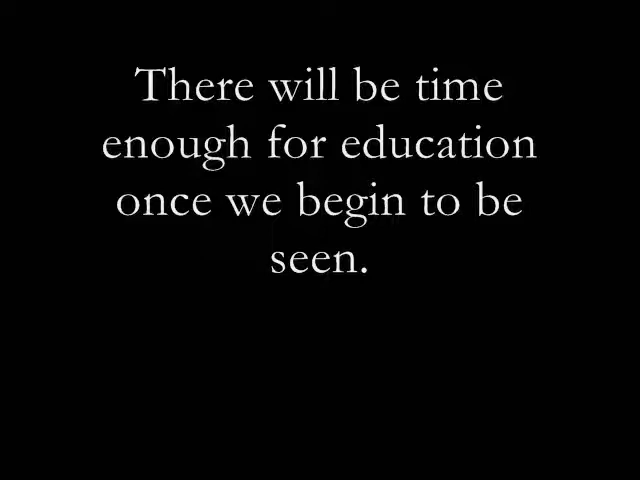 There will be time
enough for education
once we begin to be
seen.